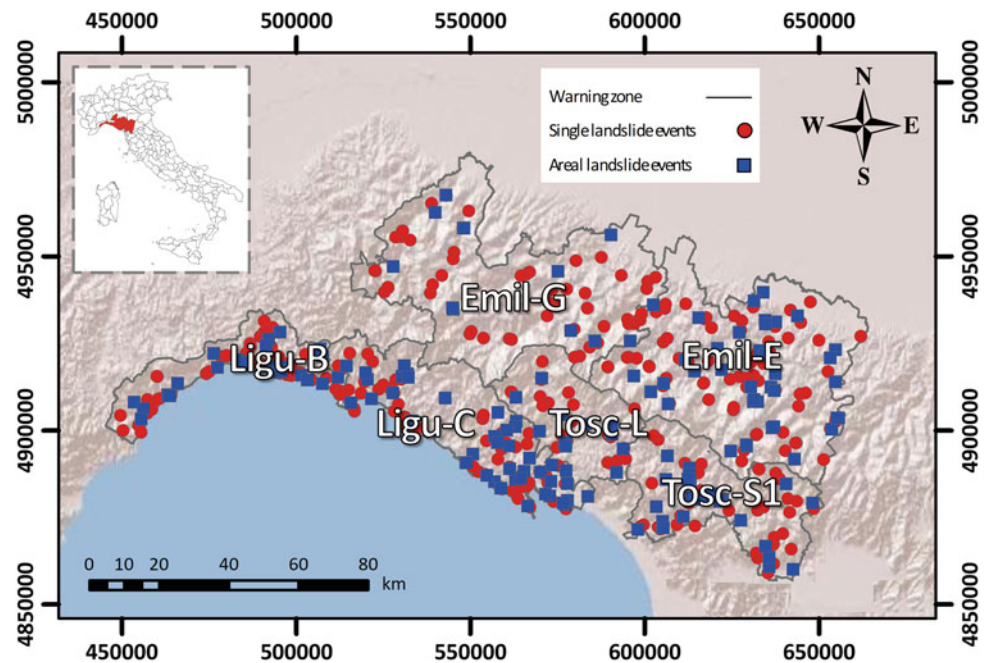 450000 500000 550000 600000 650000
5000000 5000000
Warning zone
Single landslide events
Areal landslide events
N
W E
S
4950000 4950000
Emil-G
Ligu-B
Emil-E
Ligu-C
Tosc-L
4900000 4900000
Tosc-S1
0 10 20 40 60 80
km
4850000 4850000
450000 500000 550000 600000 650000